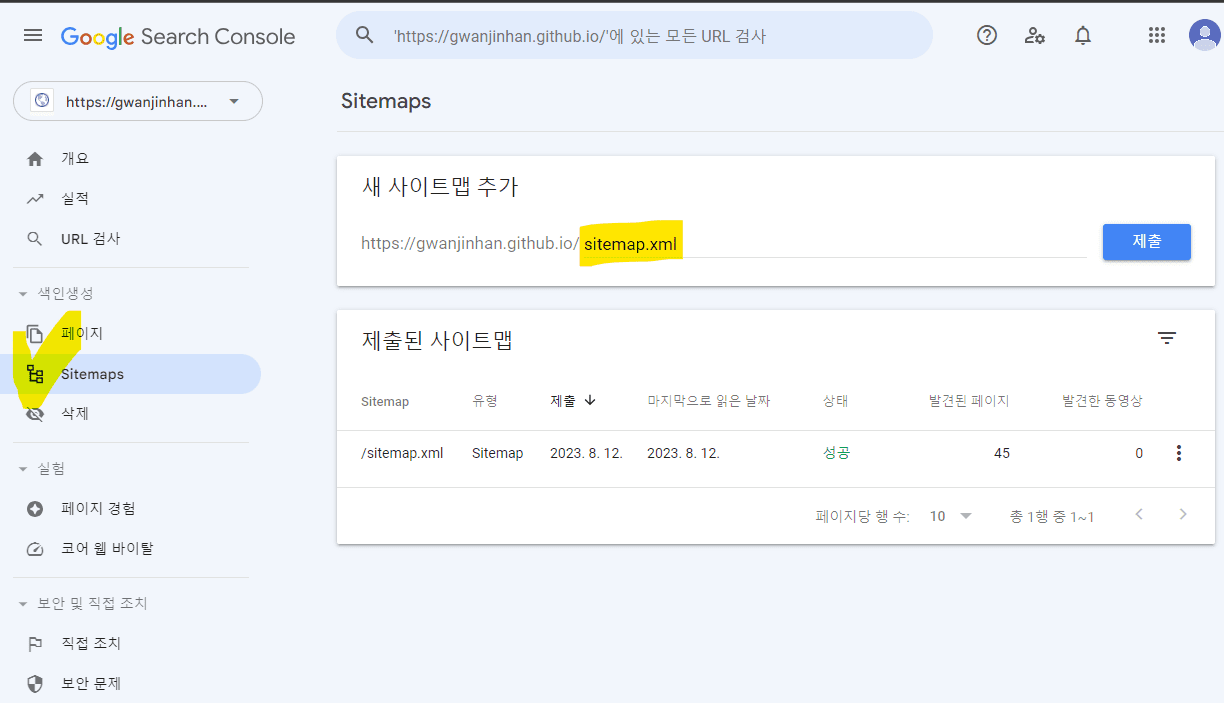 Google Search Console
'https://gwanjinhan.github.io/'에 있는 모든 URL 검사
https://gwanjinhan....
Sitemaps
개요
실적
URL 검사
색인생성
페이지
Sitemaps
삭제
실험
페이지 경험
코어 웹 바이탈
보안 및 직접 조치
직접 조치
보안 문제
새 사이트맵 추가
https://gwanjinhan.github.io/sitemap.xml
제출
제출된 사이트맵
Sitemap 유형 제출 마지막으로 읽은 날짜 상태 발견된 페이지 발견한 동영상
/sitemap.xml Sitemap 2023. 8. 12. 2023. 8. 12. 성공 45 0
페이지당 행 수: 10 총 1행 중 1~1